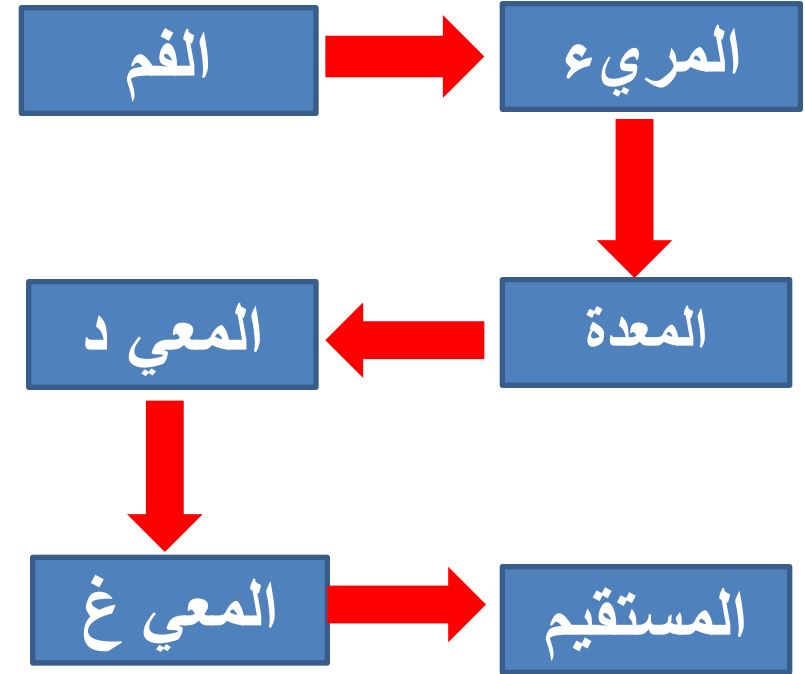 الفم
المريء
المعدة
المعي د
المعي غ
المستقيم